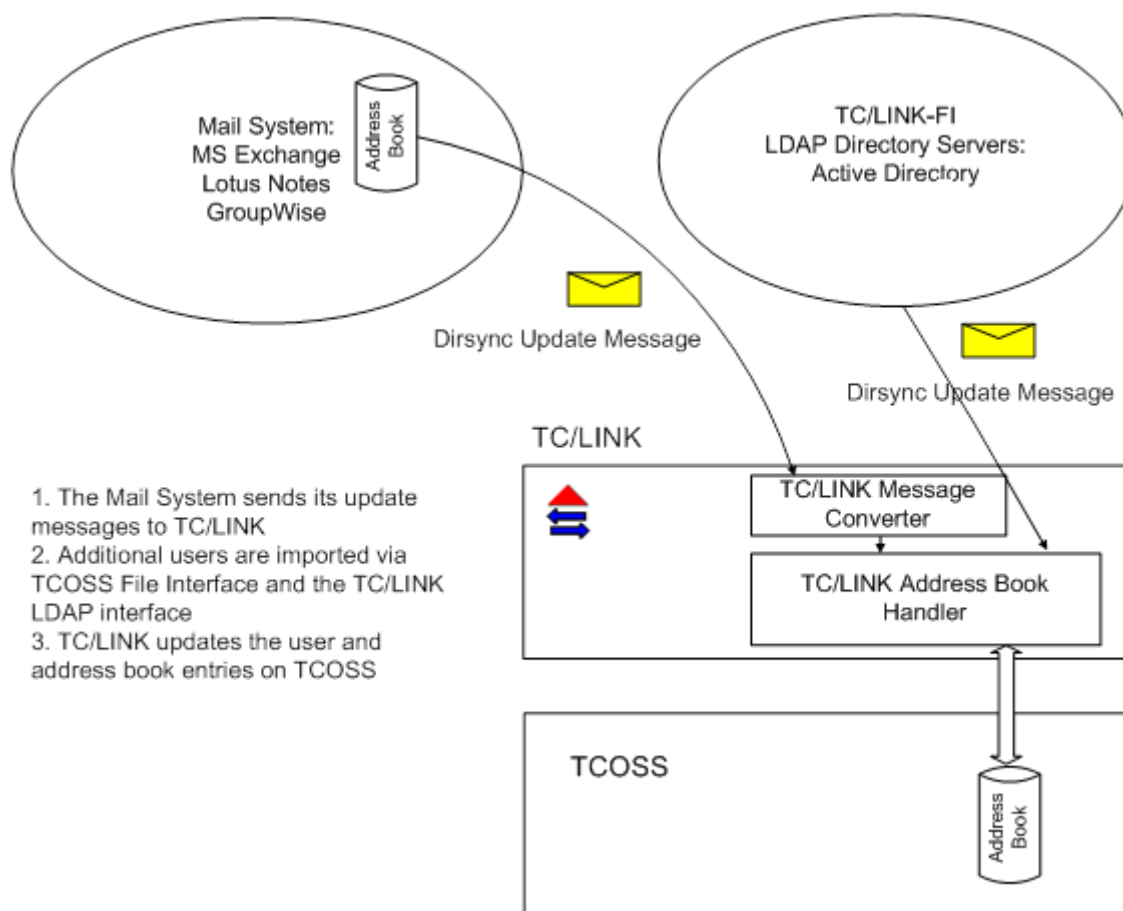 Mail System:
MS Exchange
Lotus Notes
GroupWise
Address
Book
TC/LINK-FI
LDAP Directory Servers:
Active Directory
Dirsync Update Message
Dirsync Update Message
TC/LINK
1. The Mail System sends its update
messages to TC/LINK
2. Additional users are imported via
TCOSS File Interface and the TC/LINK
LDAP interface
3. TC/LINK updates the user and
address book entries on TCOSS
TC/LINK Message
Converter
TC/LINK Address Book
Handler
TCOSS
Address
Book